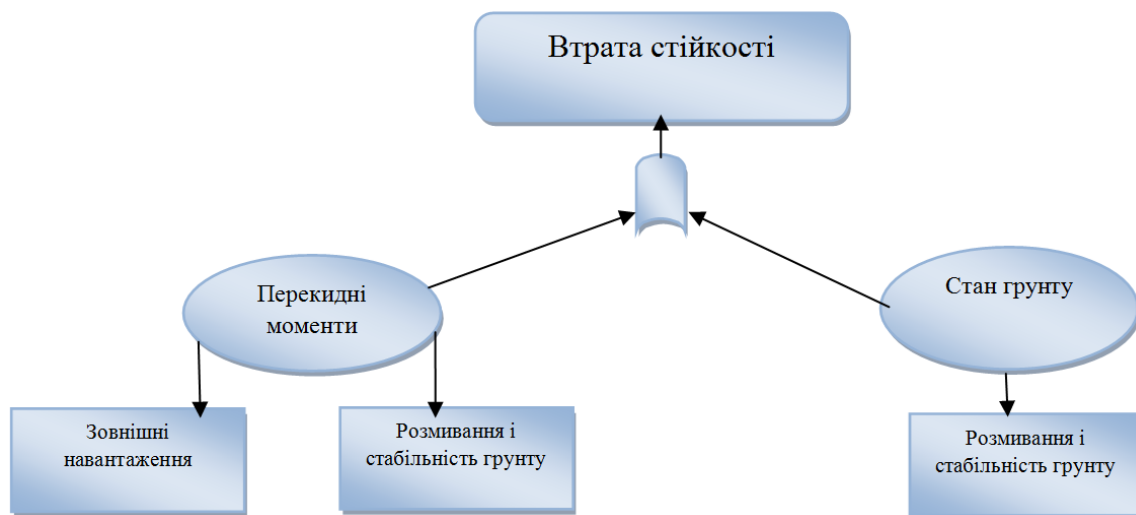 Втрата стійкості
Перекидні
моменти
Стан грунту
Зовнішні
навантаження
Розмивання і
стабільність грунту
Розмивання і
стабільність грунту